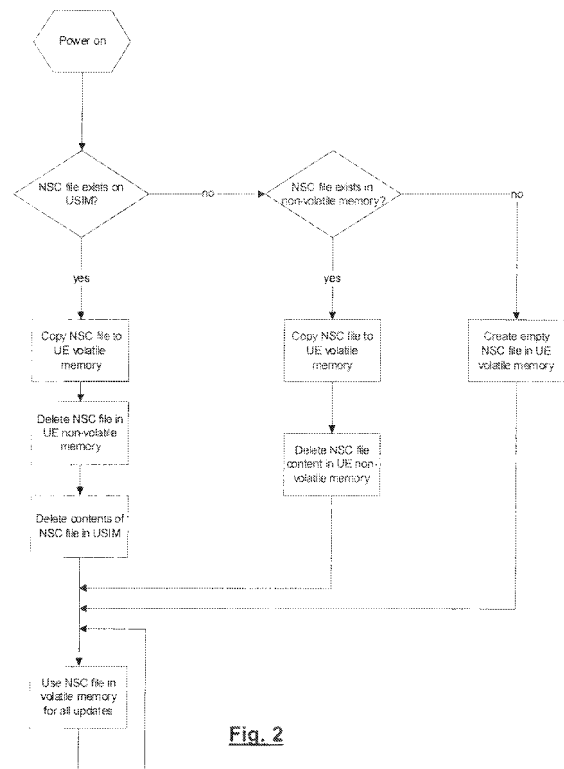 Power on
NSC file exists on
USIM?
no
NSC file exists in
non-volatile memory?
no
yes
yes
Copy NSC file to
UE volatile
memory
Copy NSC file to
UE volatile
memory
Create empty
NSC file in UE
volatile memory
Delete NSC file in
UE non-volatile
memory
Delete NSC file
content in UE non-
volatile memory
Delete contents of
NSC file in USIM
Use NSC file in
volatile memory
for all updates
Fig. 2